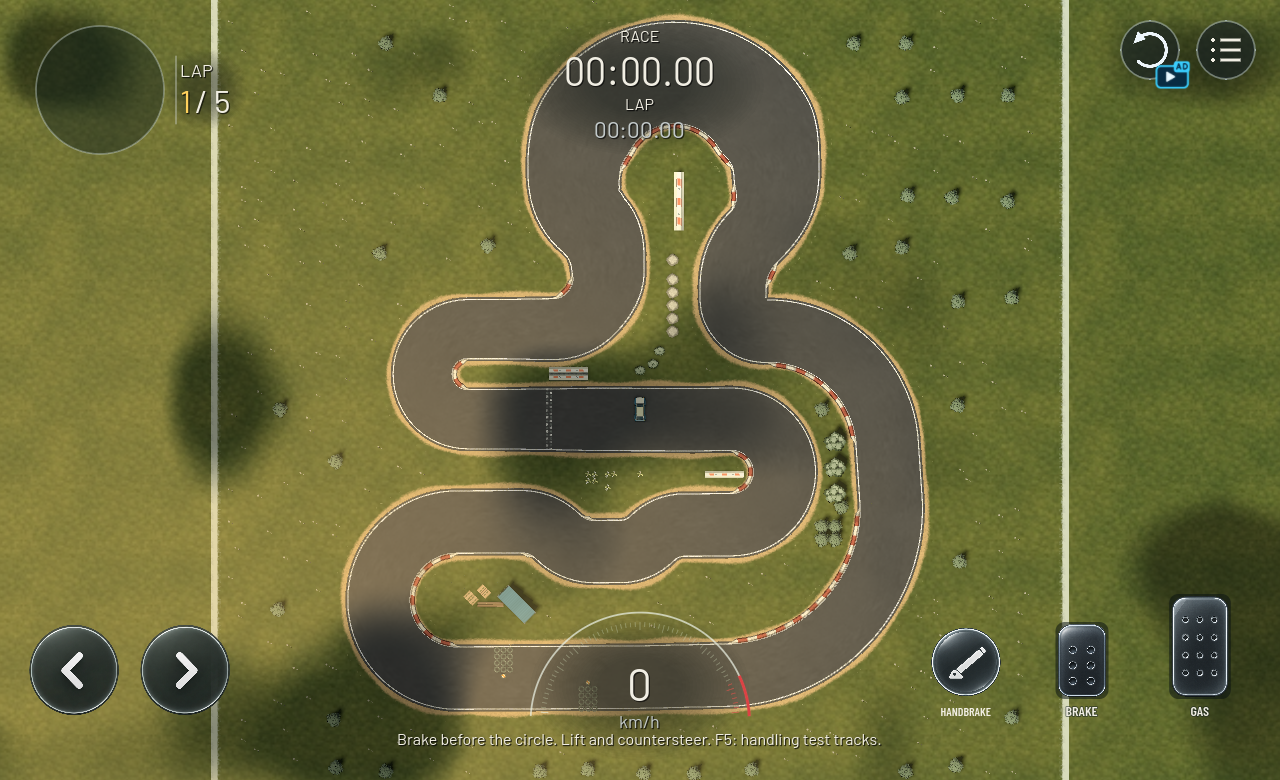 RACE
00:00.00
LAP
00:00.00
LAP
1/ 5
AD
0
km/h
HANDBRAKE
BRAKE
GAS
Brake before the circle. Lift and countersteer. F5: handling test tracks.